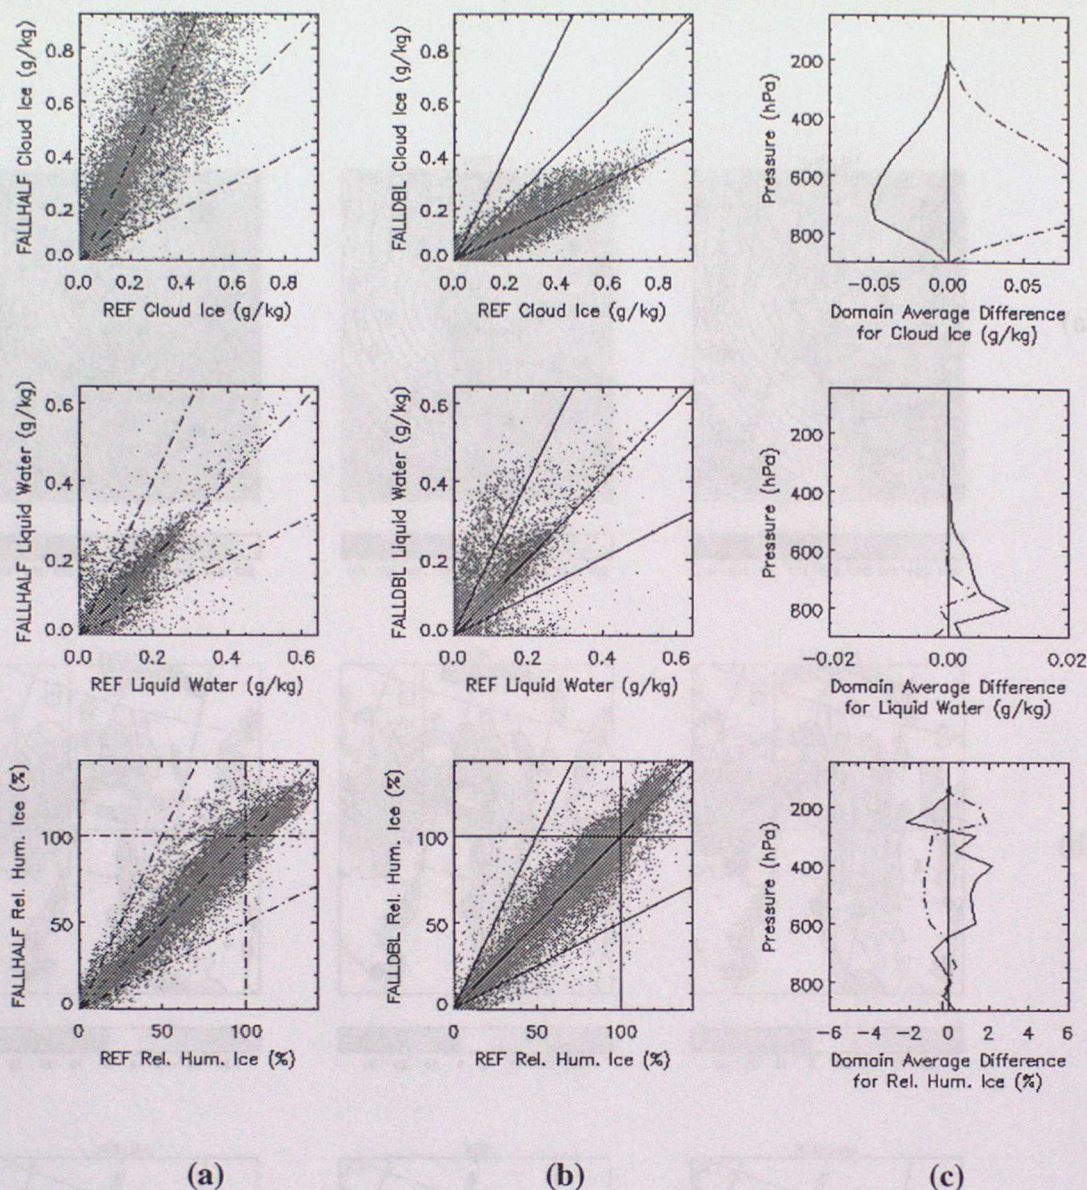 FALLHALF Cloud Ice (g/kg)
0.8
0.6
0.4
0.2
0.0
0.0 0.2 0.4 0.6 0.8
REF Cloud Ice (g/kg)
FALLDBL Cloud Ice (g/kg)
0.8
0.6
0.4
0.2
0.0
0.0 0.2 0.4 0.6 0.8
REF Cloud Ice (g/kg)
Pressure (hPa)
200
400
600
800
−0.05 0.00 0.05
Domain Average Difference
for Cloud Ice (g/kg)
FALLHALF Liquid Water (g/kg)
0.6
0.4
0.2
0.0
0.0 0.2 0.4 0.6
REF Liquid Water (g/kg)
FALLDBL Liquid Water (g/kg)
0.6
0.4
0.2
0.0
0.0 0.2 0.4 0.6
REF Liquid Water (g/kg)
Pressure (hPa)
200
400
600
800
−0.02 0.00 0.02
Domain Average Difference
for Liquid Water (g/kg)
FALLHALF Rel. Hum. Ice (%)
100
50
0
0 50 100
REF Rel. Hum. Ice (%)
FALLDBL Rel. Hum. Ice (%)
100
50
0
0 50 100
REF Rel. Hum. Ice (%)
Pressure (hPa)
200
400
600
800
−6 −4 −2 0 2 4 6
Domain Average Difference
for Rel. Hum. Ice (%)
(a) (b) (c)